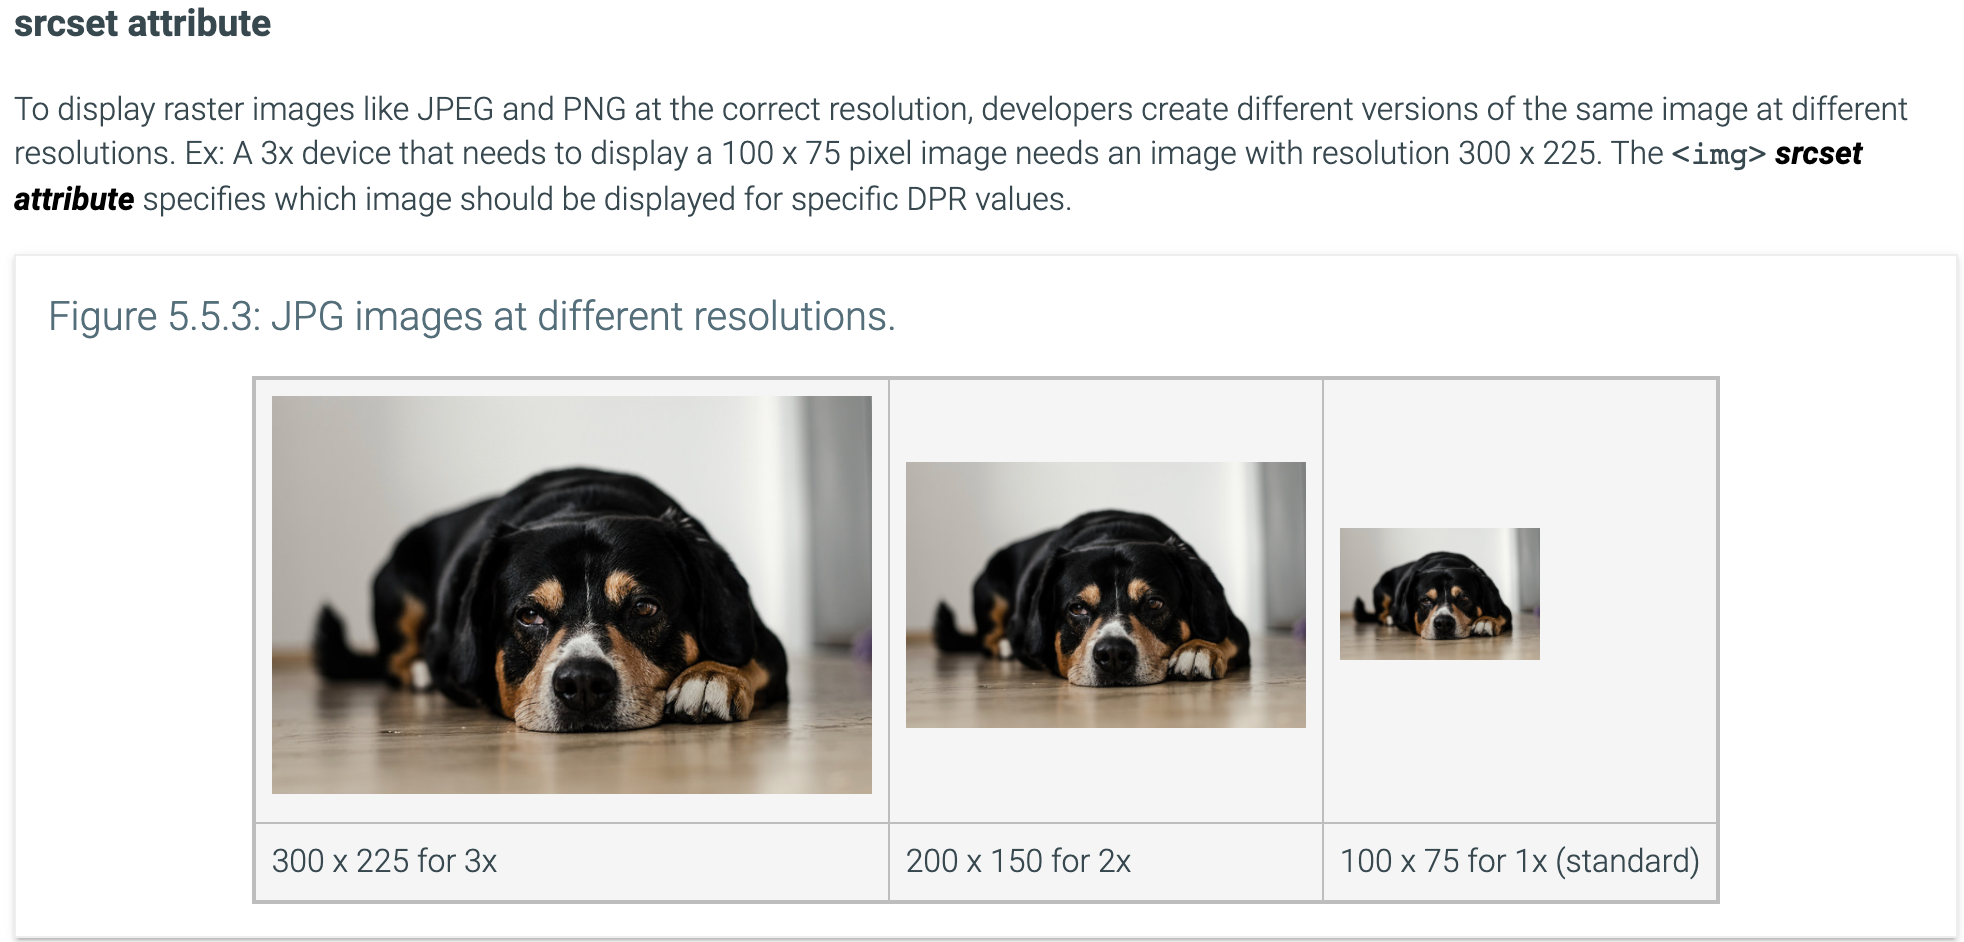 srcset attribute
To display raster images like JPEG and PNG at the correct resolution, developers create different versions of the same image at different
resolutions. Ex: A 3x device that needs to display a 100 x 75 pixel image needs an image with resolution 300 x 225. The <img> srcset
attribute specifies which image should be displayed for specific DPR values.
Figure 5.5.3: JPG images at different resolutions.
300 x 225 for 3x
200 x 150 for 2x
100 x 75 for 1x (standard)